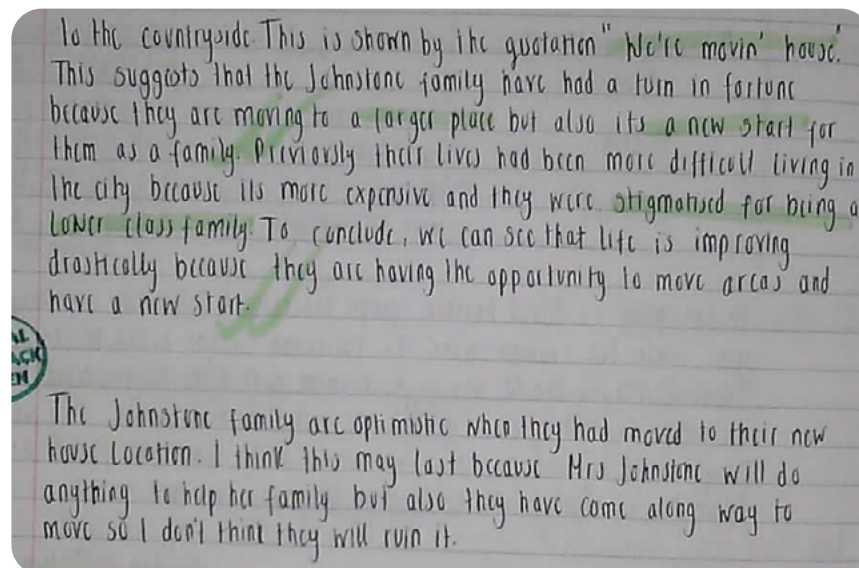 to the countryside. This is shown by the quotation " We're movin' house."
This suggests that the Johnstone family have had a turn in fortune
because they are moving to a larger place but also its a new start for
them as a family. Previously their lives had been more difficult living in
the city because its more expensive and they were stigmatised for being a
lower class family. To conclude, we can see that life is improving
drastically because they are having the opportunity to move areas and
have a new start.
The Johnstone family are optimistic when they had moved to their new
house location. I think this may last because Mrs Johnstone will do
anything to help her family but also they have come along way to
move so I don't think they will ruin it.